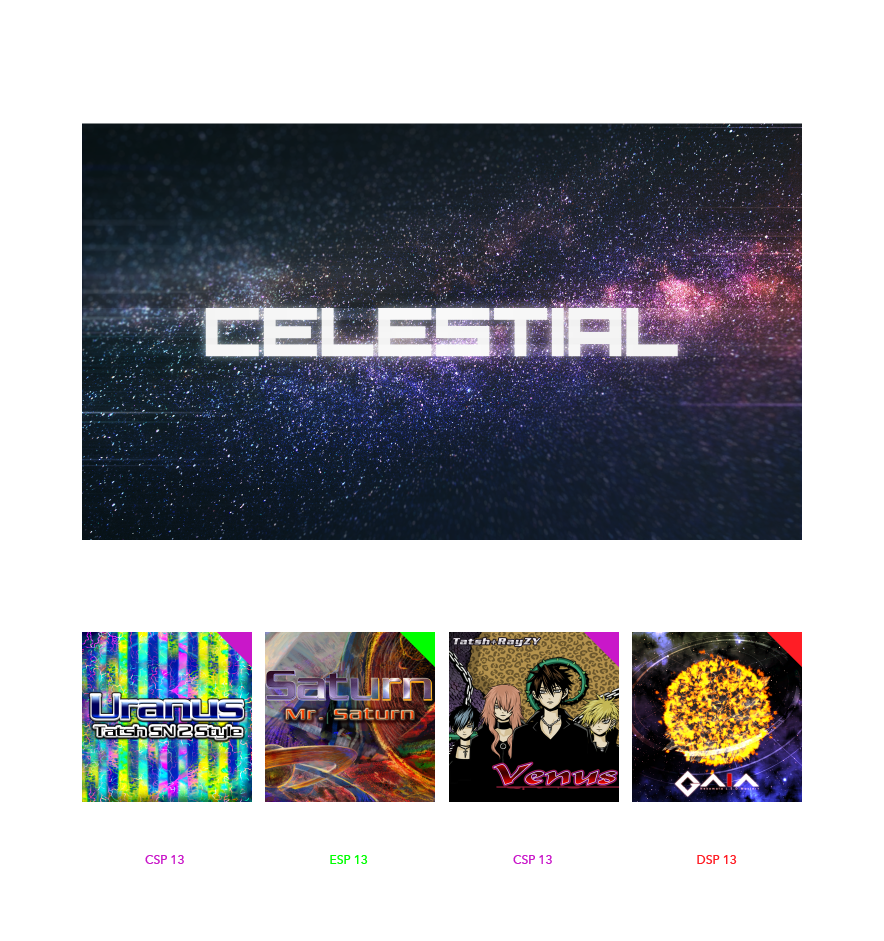 CELESTIAL
Uranus
Tatsh SN 2 Style
Saturn
Mr. Saturn
Tatsh+RayZY
Venus
GAIA
CSP 13
ESP 13
CSP 13
DSP 13